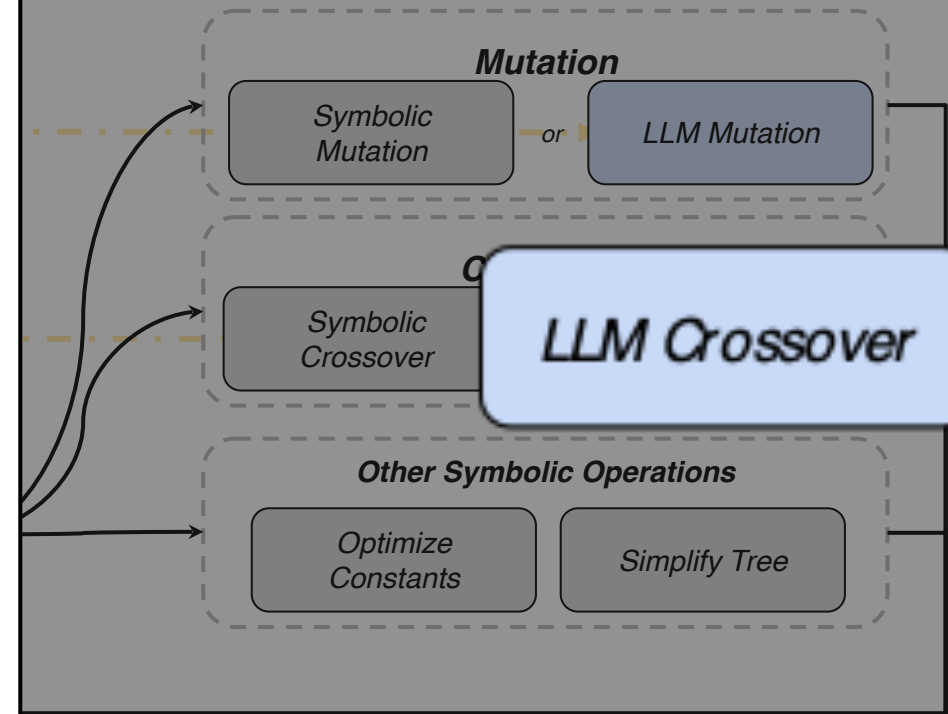 Mutation
Symbolic
Mutation
or
LLM Mutation
Symbolic
Crossover
LLM Crossover
Other Symbolic Operations
Optimize
Constants
Simplify Tree